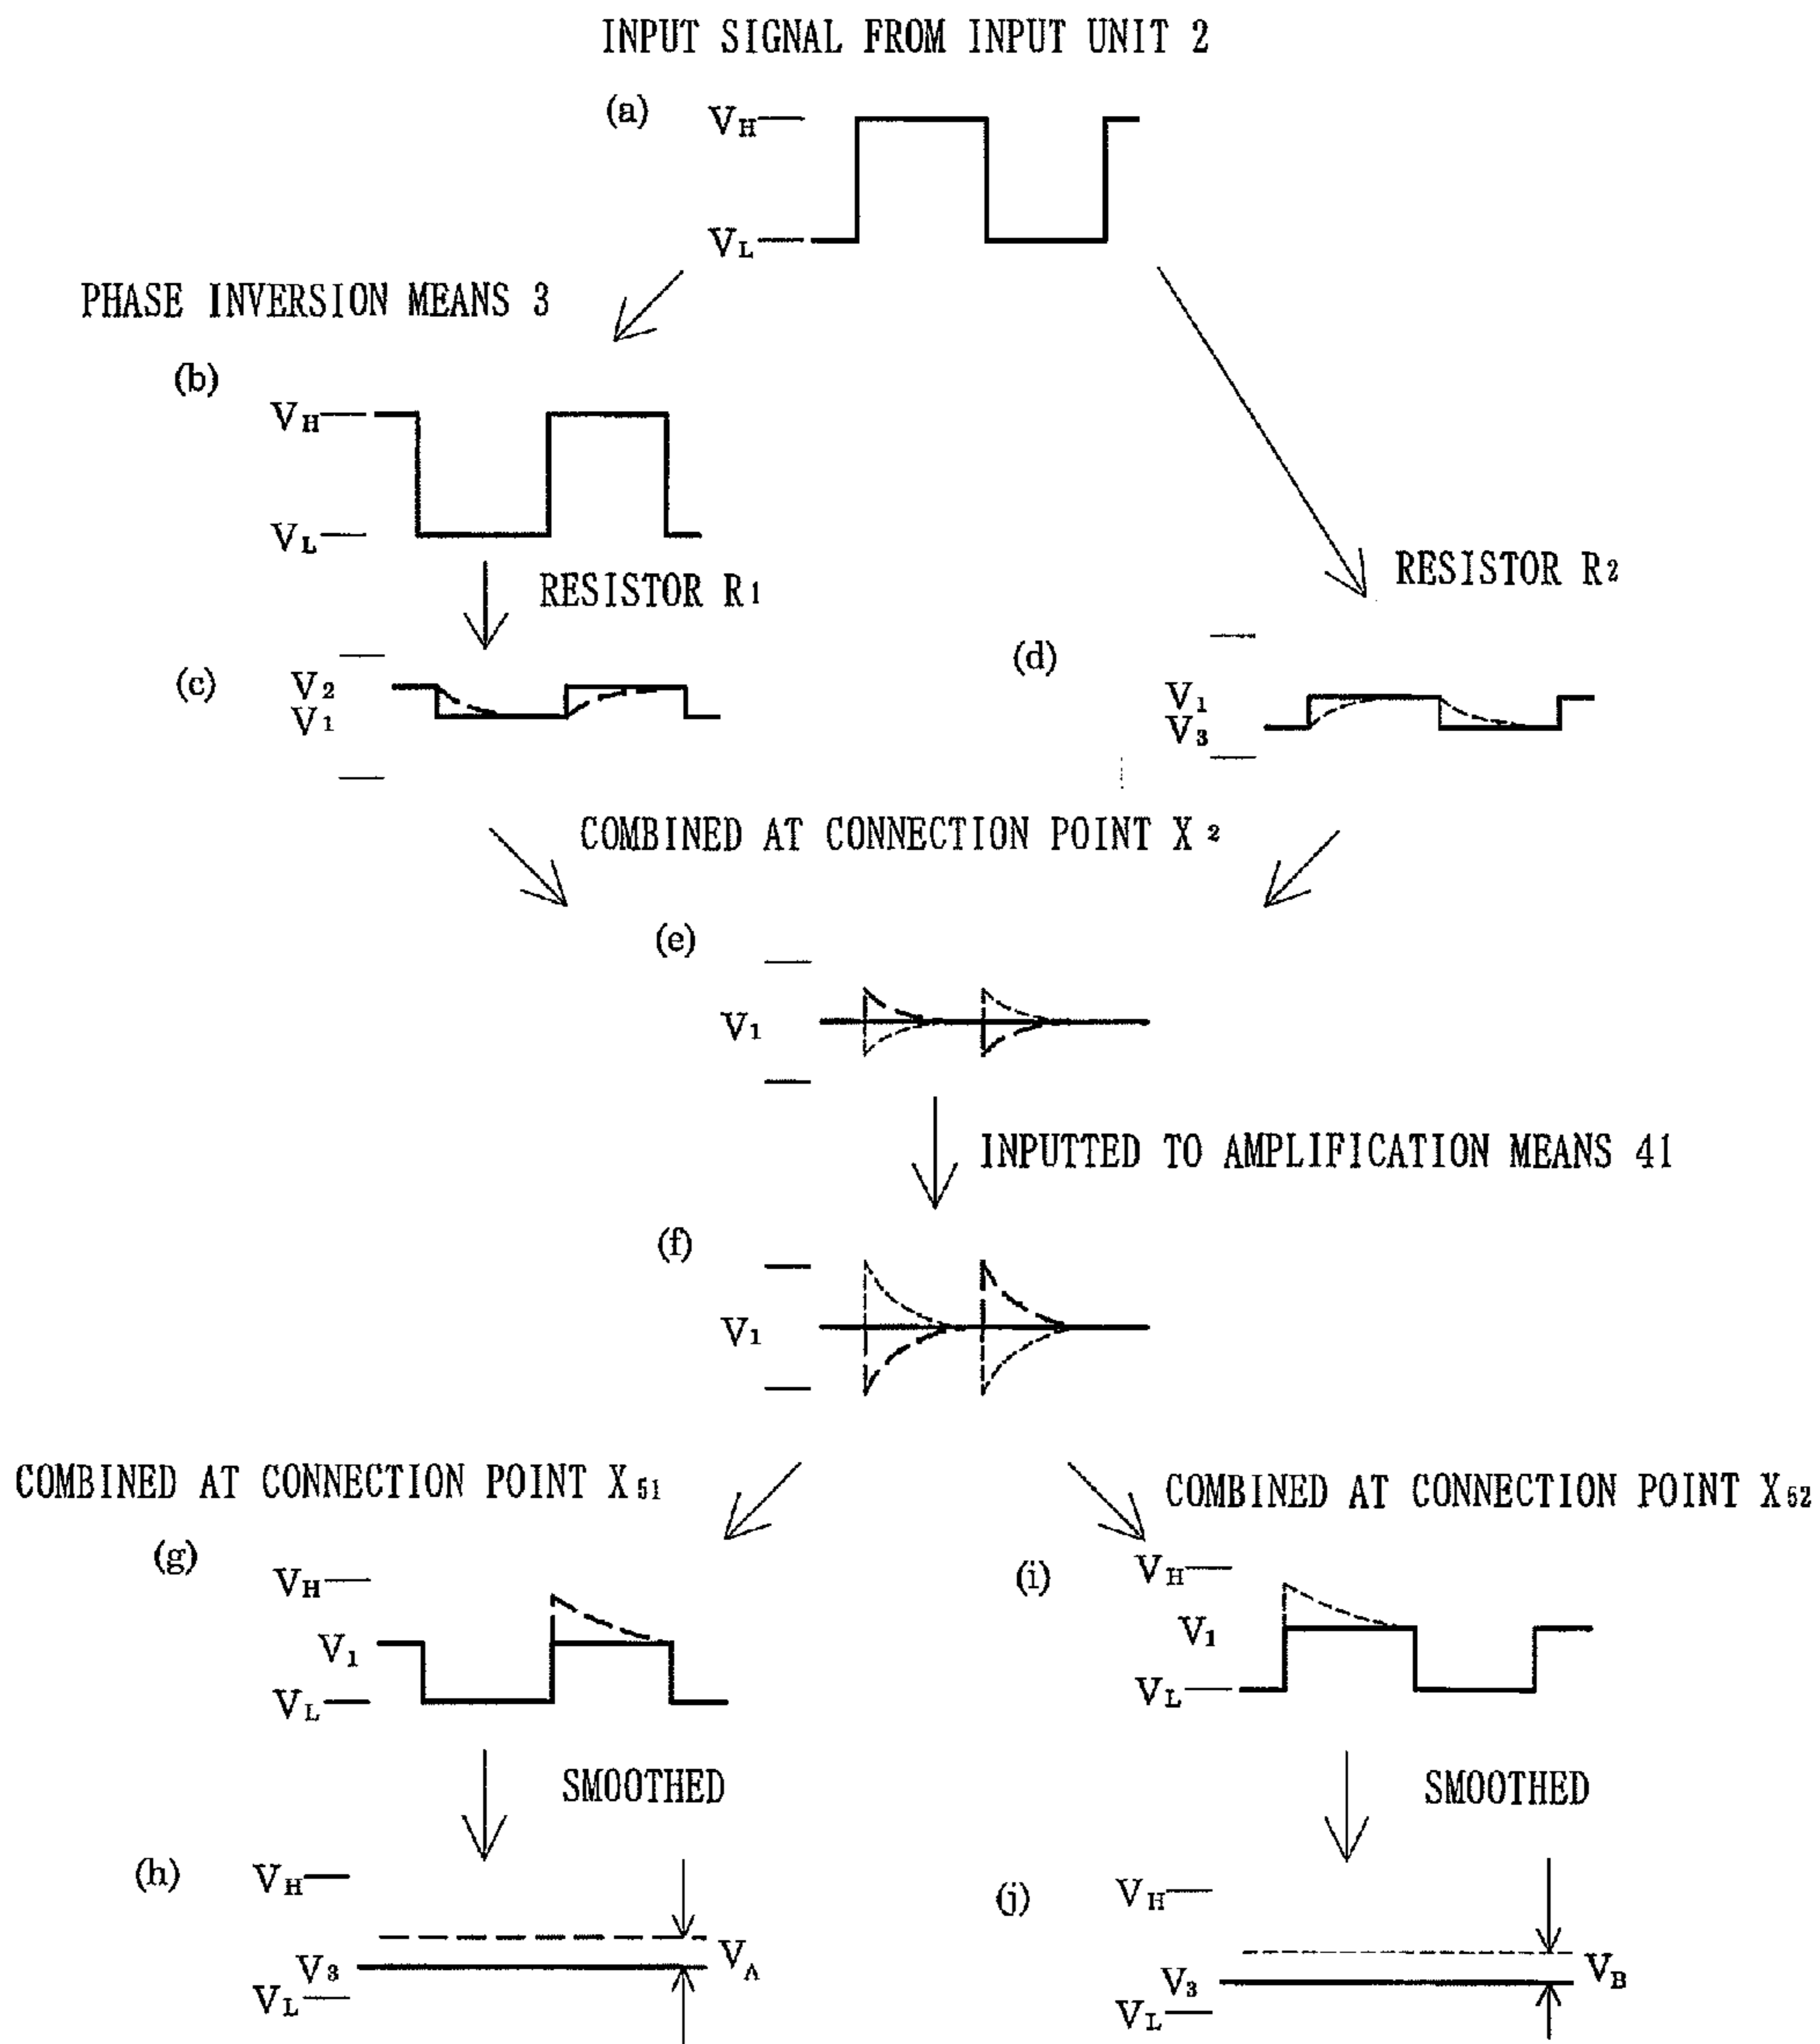 INPUT SIGNAL FROM INPUT UNIT 2
(a)
VH
VL
PHASE INVERSION MEANS 3
(b)
VH
VL
RESISTOR R1
RESISTOR R2
(c)
V2
V1
(d)
V1
V3
COMBINED AT CONNECTION POINT X2
(e)
V1
INPUTTED TO AMPLIFICATION MEANS 41
(f)
V1
COMBINED AT CONNECTION POINT X51
COMBINED AT CONNECTION POINT X52
(g)
VH
V1
VL
(i)
VH
V1
VL
SMOOTHED
SMOOTHED
(h)
VH
V3
VL
VA
(j)
VH
V3
VL
VB